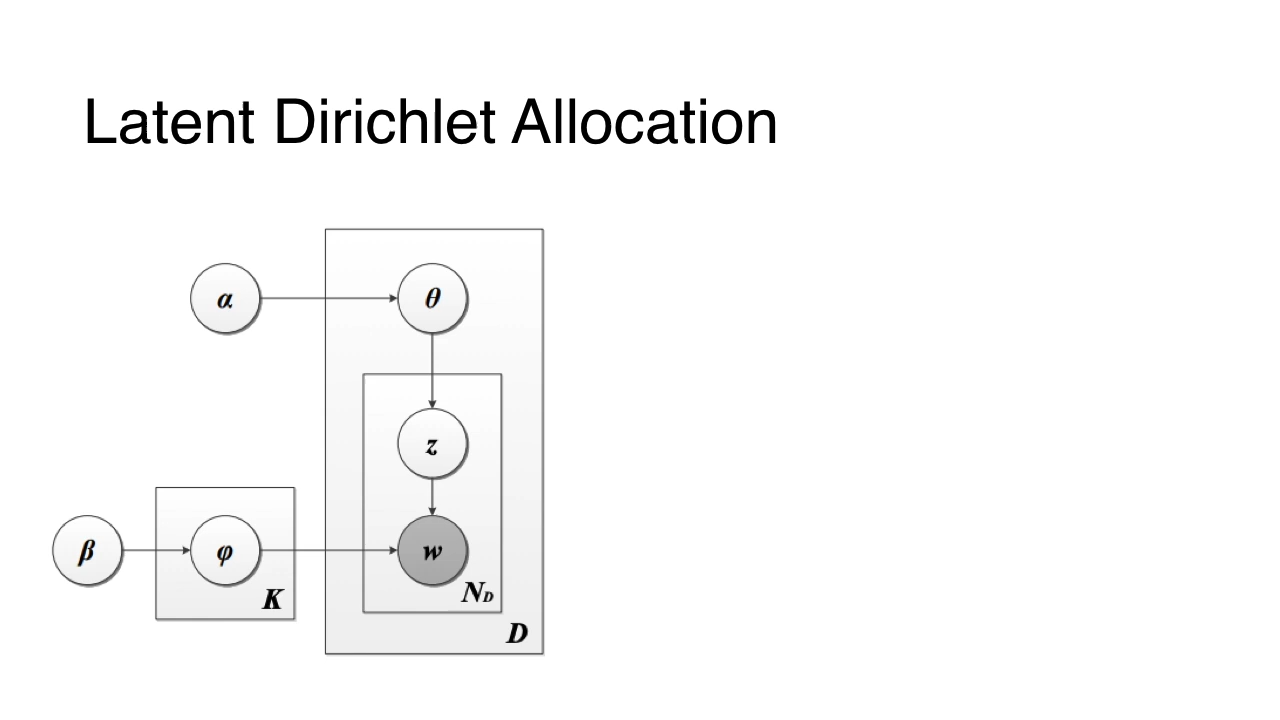 Latent Dirichlet Allocation
α
θ
z
β
φ
w
K
N_D
D